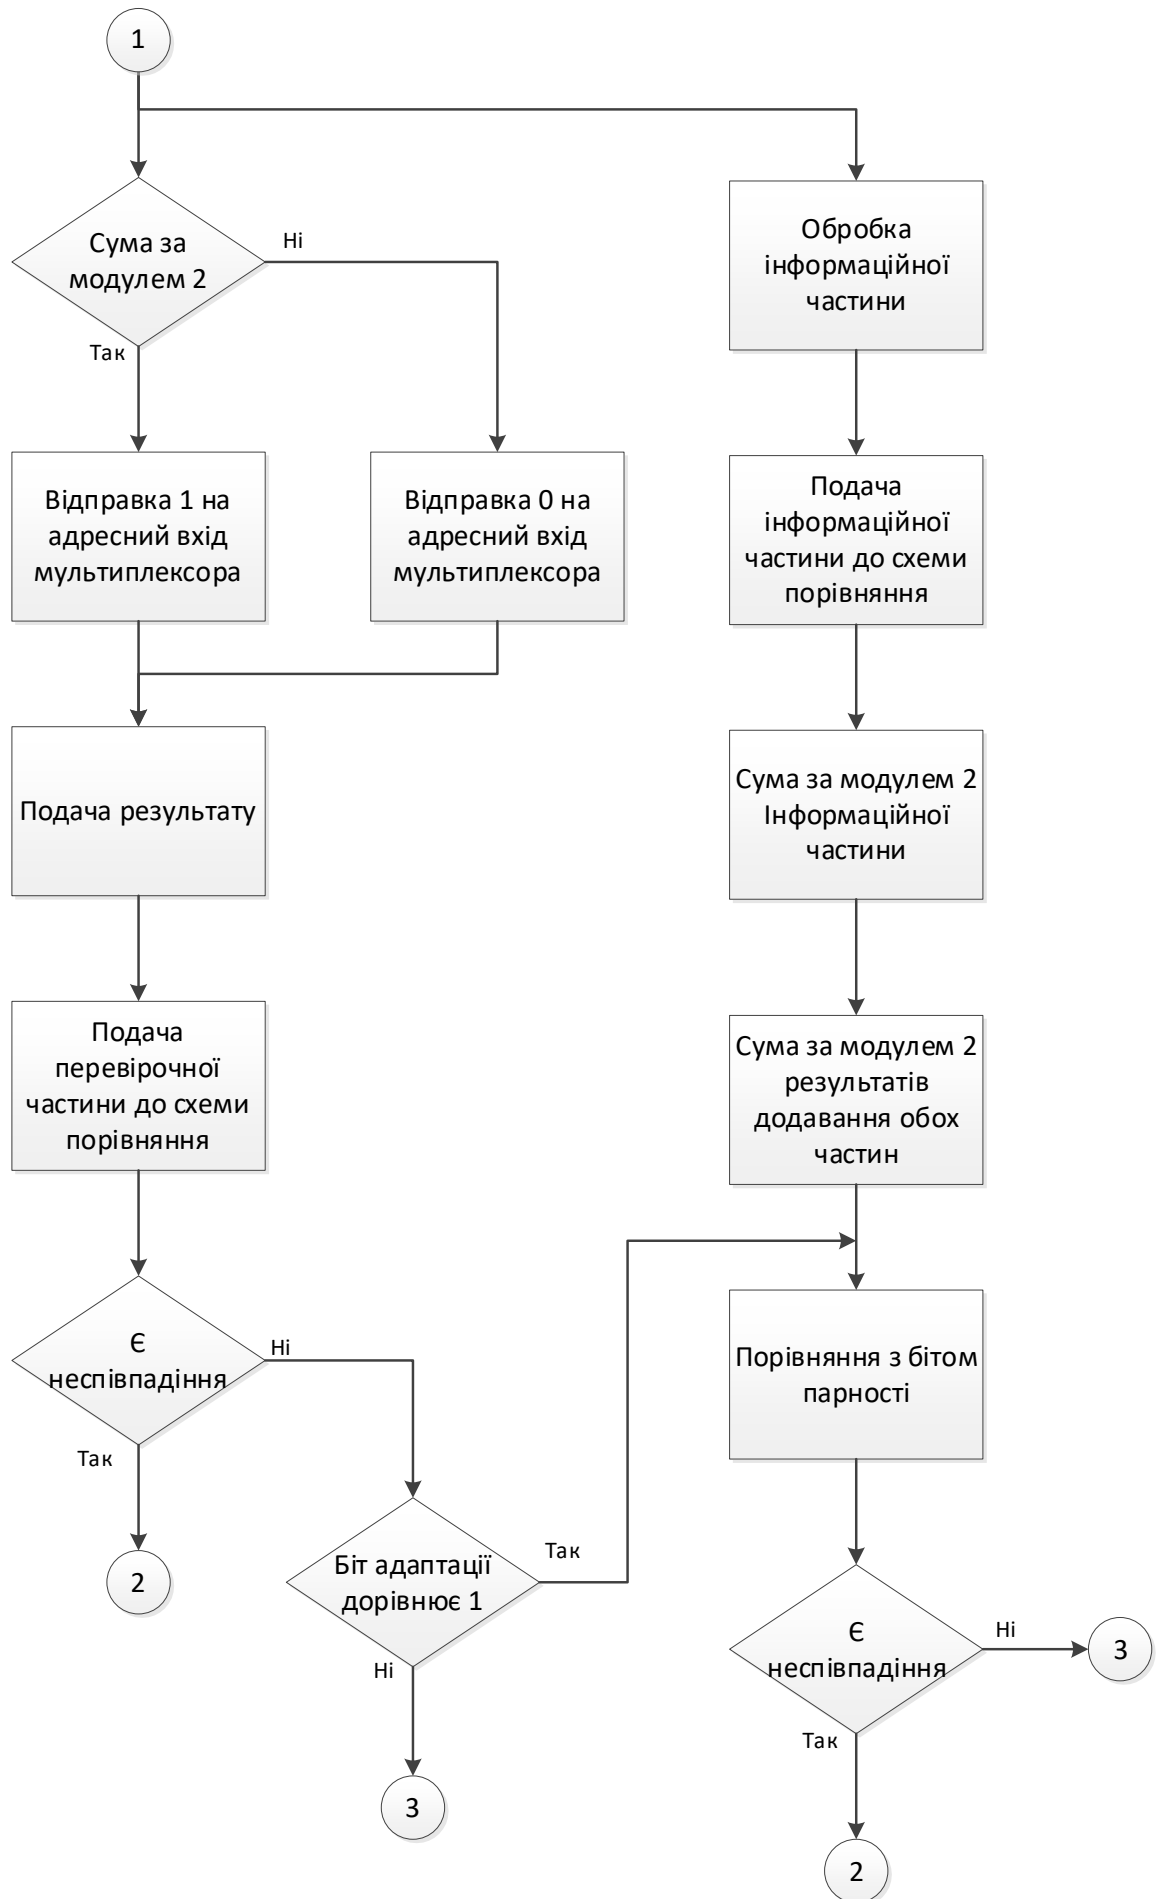 1
Сума за
модулем 2
Ні
Так
Обробка
інформаційної
частини
Відправка 1 на
адресний вхід
мультиплексора
Відправка 0 на
адресний вхід
мультиплексора
Подача
інформаційної
частини до схеми
порівняння
Подача результату
Сума за модулем 2
Інформаційної
частини
Подача
перевірочної
частини до схеми
порівняння
Сума за модулем 2
результатів
додавання обох
частин
Є
неспівпадіння
Ні
Так
2
Порівняння з бітом
парності
Біт адаптації
дорівнює 1
Так
Ні
3
Є
неспівпадіння
Ні
3
Так
2